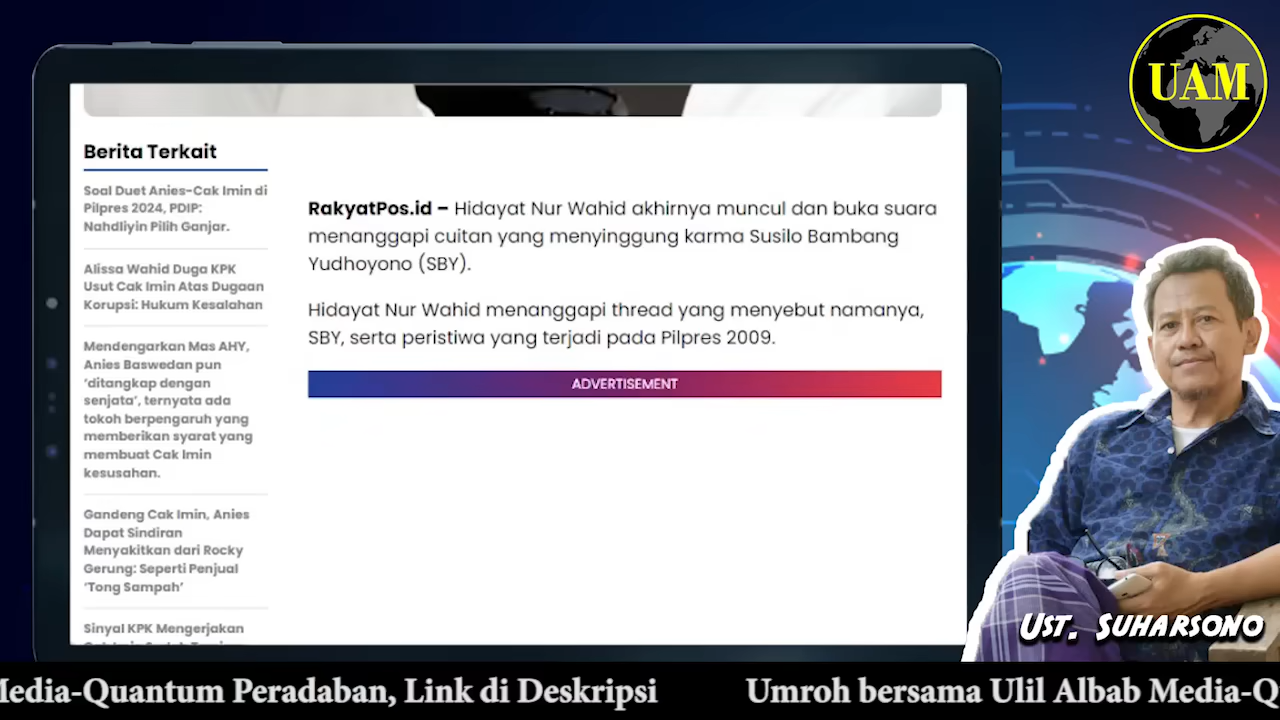 UAM
Berita Terkait
Soal Duet Anies-Cak Imin di
Pilpres 2024, PDIP:
Nahdliyin Pilih Ganjar.
Alissa Wahid Duga KPK
Usut Cak Imin Atas Dugaan
Korupsi: Hukum Kesalahan
Mendengarkan Mas AHY,
Anies Baswedan pun
‘ditangkap dengan
senjata’, ternyata ada
tokoh berpengaruh yang
memberikan syarat yang
membuat Cak Imin
kesusahan.
Gandeng Cak Imin, Anies
Dapat Sindiran
Menyakitkan dari Rocky
Gerung: Seperti Penjual
‘Tong Sampah’
Sinyal KPK Mengerjakan
RakyatPos.id – Hidayat Nur Wahid akhirnya muncul dan buka suara
menanggapi cuitan yang menyinggung karma Susilo Bambang
Yudhoyono (SBY).
Hidayat Nur Wahid menanggapi thread yang menyebut namanya,
SBY, serta peristiwa yang terjadi pada Pilpres 2009.
ADVERTISEMENT
Ust. Suharsono
Media-Quantum Peradaban, Link di Deskripsi
Umroh bersama Ulil Albab Media-Q